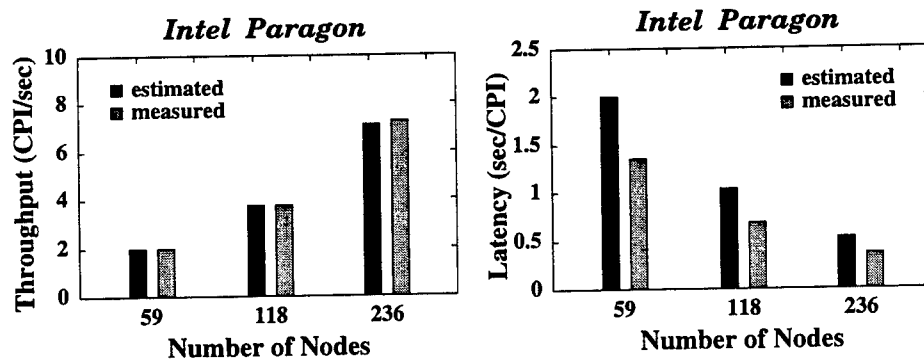 Intel Paragon
Throughput (CPI/sec)
10
8
6
4
2
0
estimated
measured
59 118 236
Number of Nodes
Intel Paragon
Latency (sec/CPI)
2.5
2
1.5
1
0.5
0
estimated
measured
59 118 236
Number of Nodes